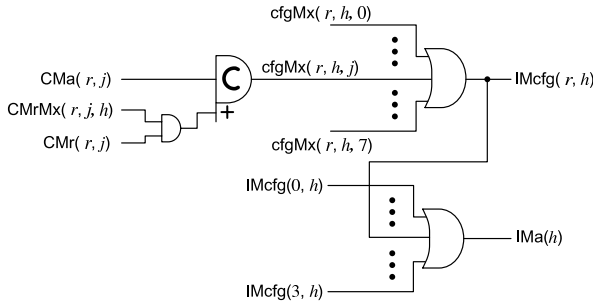 cfgMx( r, h, 0)
CMa( r, j)
C
cfgMx( r, h, j)
IMcfg( r, h)
CMrMx( r, j, h)
+
CMr( r, j)
cfgMx( r, h, 7)
IMcfg(0, h)
IMa(h)
IMcfg(3, h)